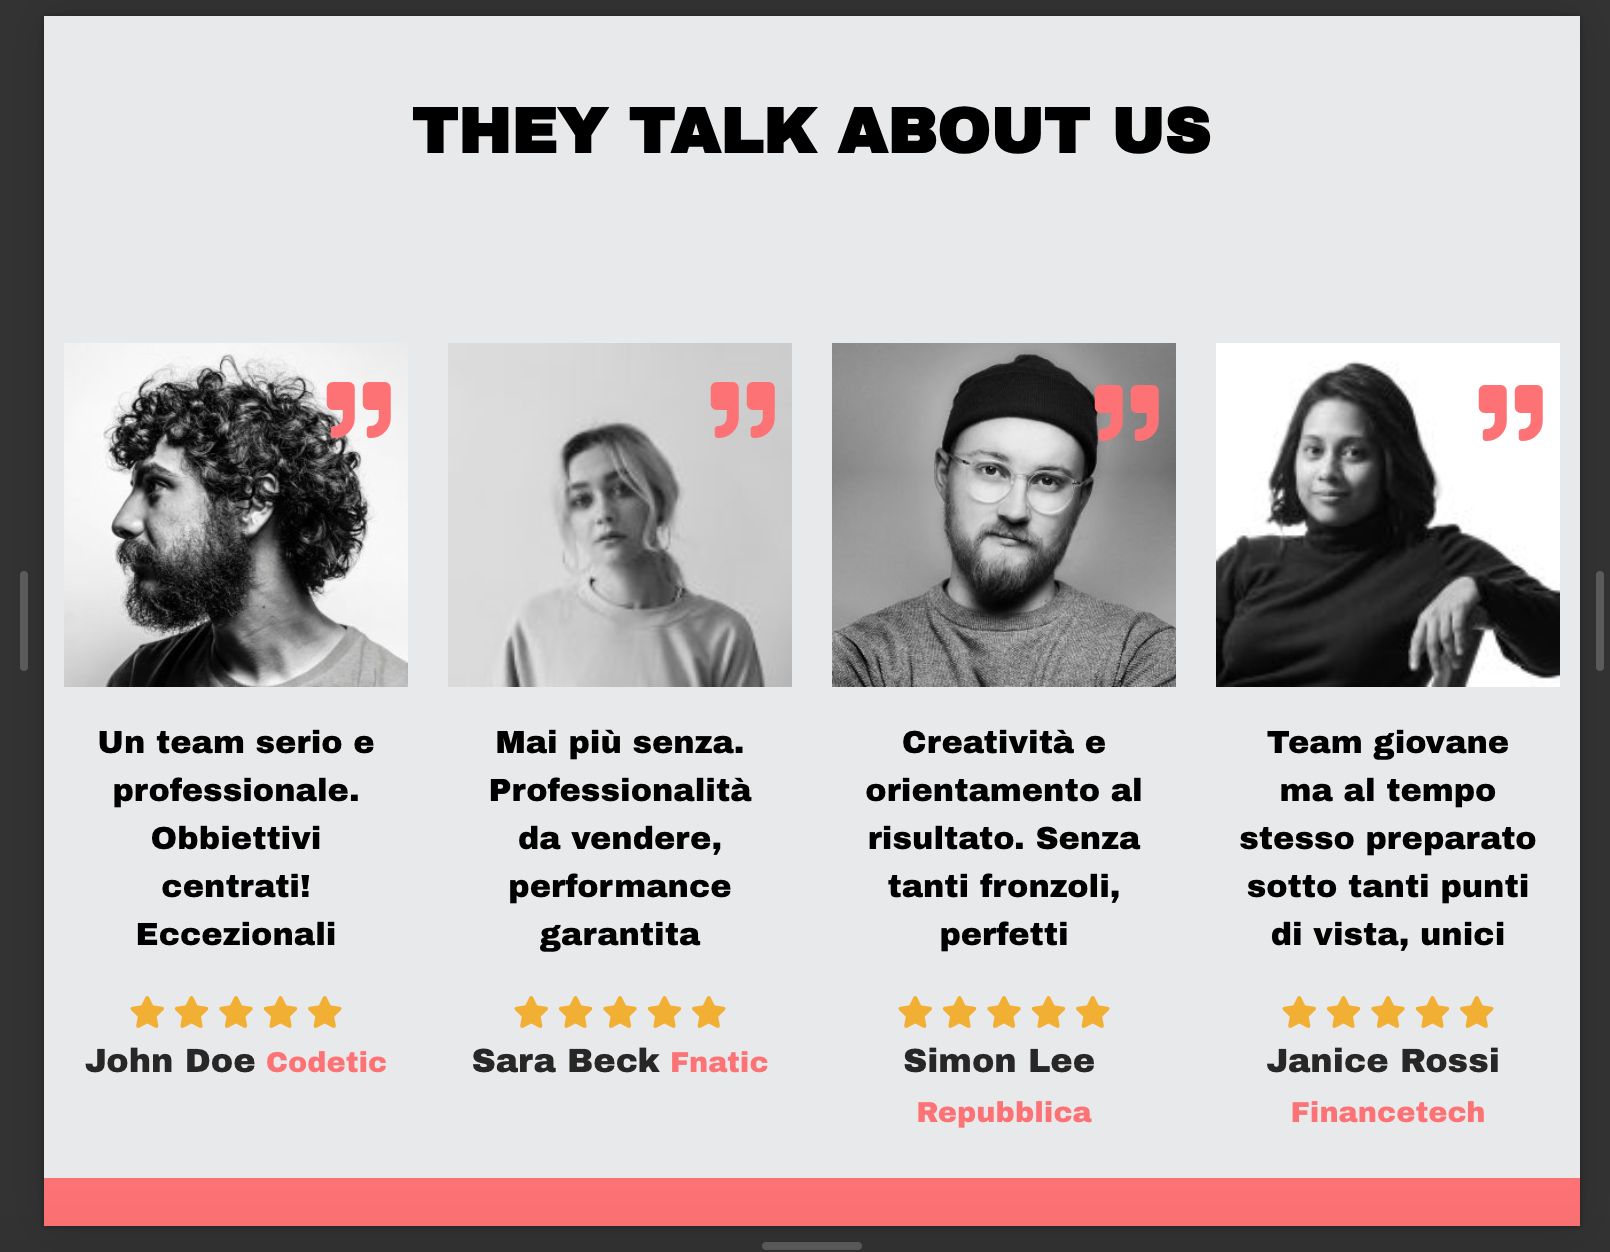 THEY TALK ABOUT US
Un team serio e
professionale.
Obbiettivi
centrati!
Eccezionali
John Doe Codetic
Mai più senza.
Professionalità
da vendere,
performance
garantita
Sara Beck Fnatic
Creatività e
orientamento al
risultato. Senza
tanti fronzoli,
perfetti
Simon Lee
Repubblica
Team giovane
ma al tempo
stesso preparato
sotto tanti punti
di vista, unici
Janice Rossi
Financetech